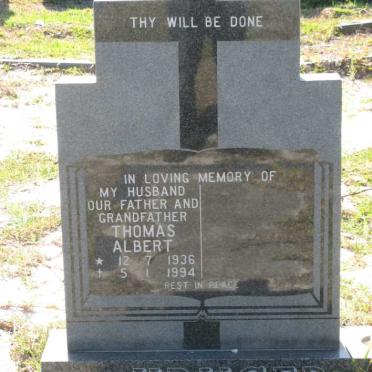 THY WILL BE DONE
IN LOVING MEMORY OF
MY HUSBAND
OUR FATHER AND
GRANDFATHER
THOMAS
ALBERT
* 12 7 1936
† 5 1 1994
REST IN PEACE